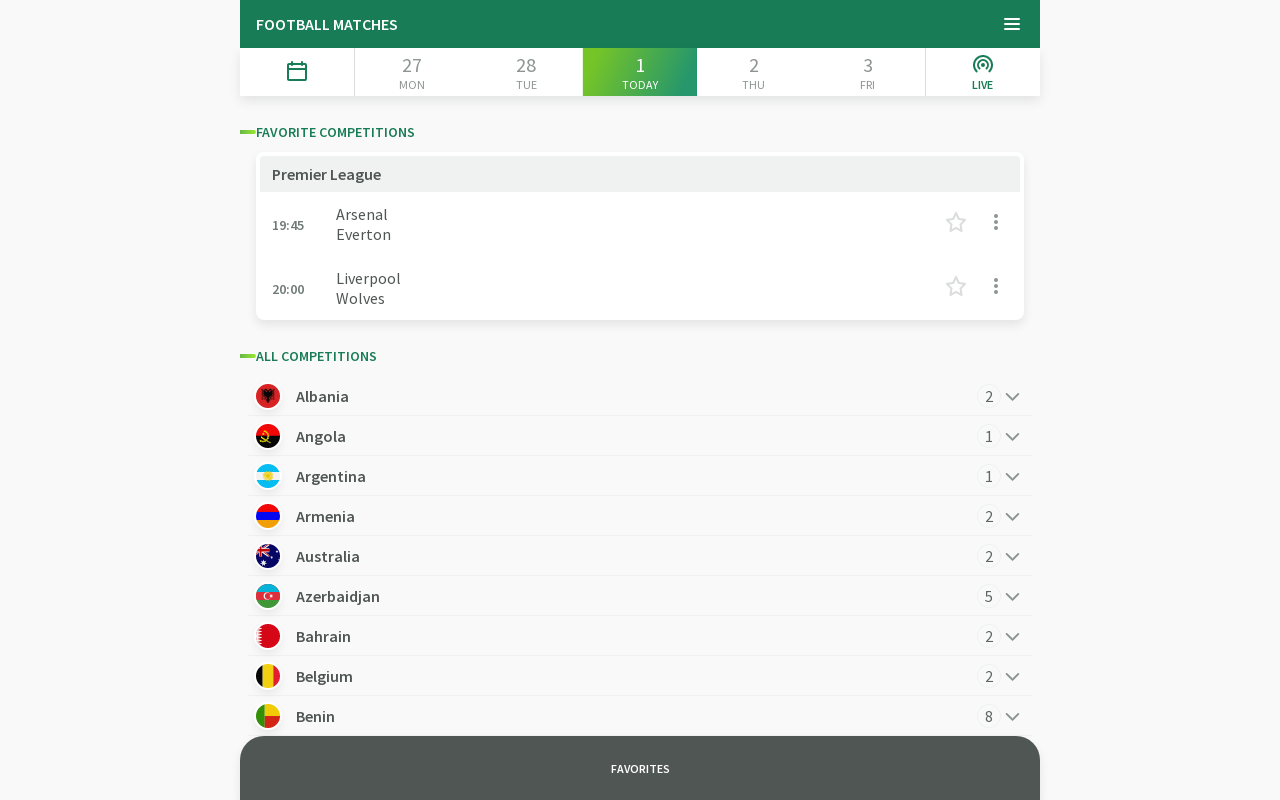 FOOTBALL MATCHES
27
MON
28
TUE
1
TODAY
2
THU
3
FRI
LIVE
FAVORITE COMPETITIONS
Premier League
19:45
Arsenal
Everton
20:00
Liverpool
Wolves
ALL COMPETITIONS
Albania 2
Angola 1
Argentina 1
Armenia 2
Australia 2
Azerbaidjan 5
Bahrain 2
Belgium 2
Benin 8
FAVORITES